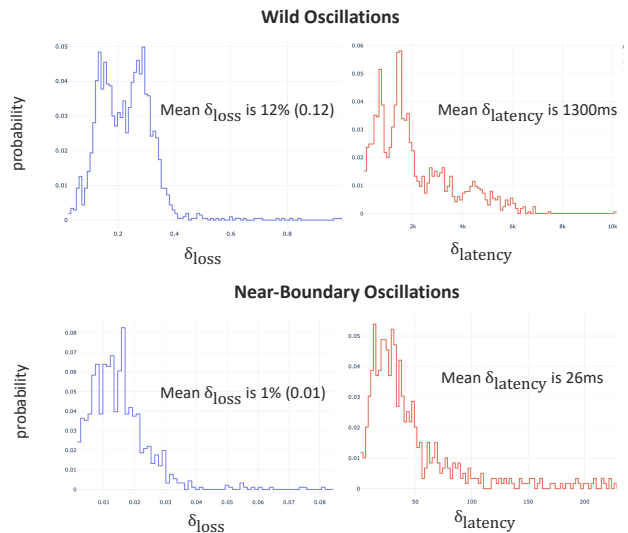 Wild Oscillations
probability
0.05
0.04
0.03
0.02
0.01
0
0.2
0.4
0.6
0.8
Mean δloss is 12% (0.12)
δloss
0.06
0.05
0.04
0.03
0.02
0.01
0
2k
4k
6k
8k
10k
Mean δlatency is 1300ms
δlatency
Near-Boundary Oscillations
probability
0.08
0.07
0.06
0.05
0.04
0.03
0.02
0.01
0
0.01
0.02
0.03
0.04
0.05
0.06
0.07
0.08
Mean δloss is 1% (0.01)
δloss
0.05
0.04
0.03
0.02
0.01
0
50
100
150
200
Mean δlatency is 26ms
δlatency